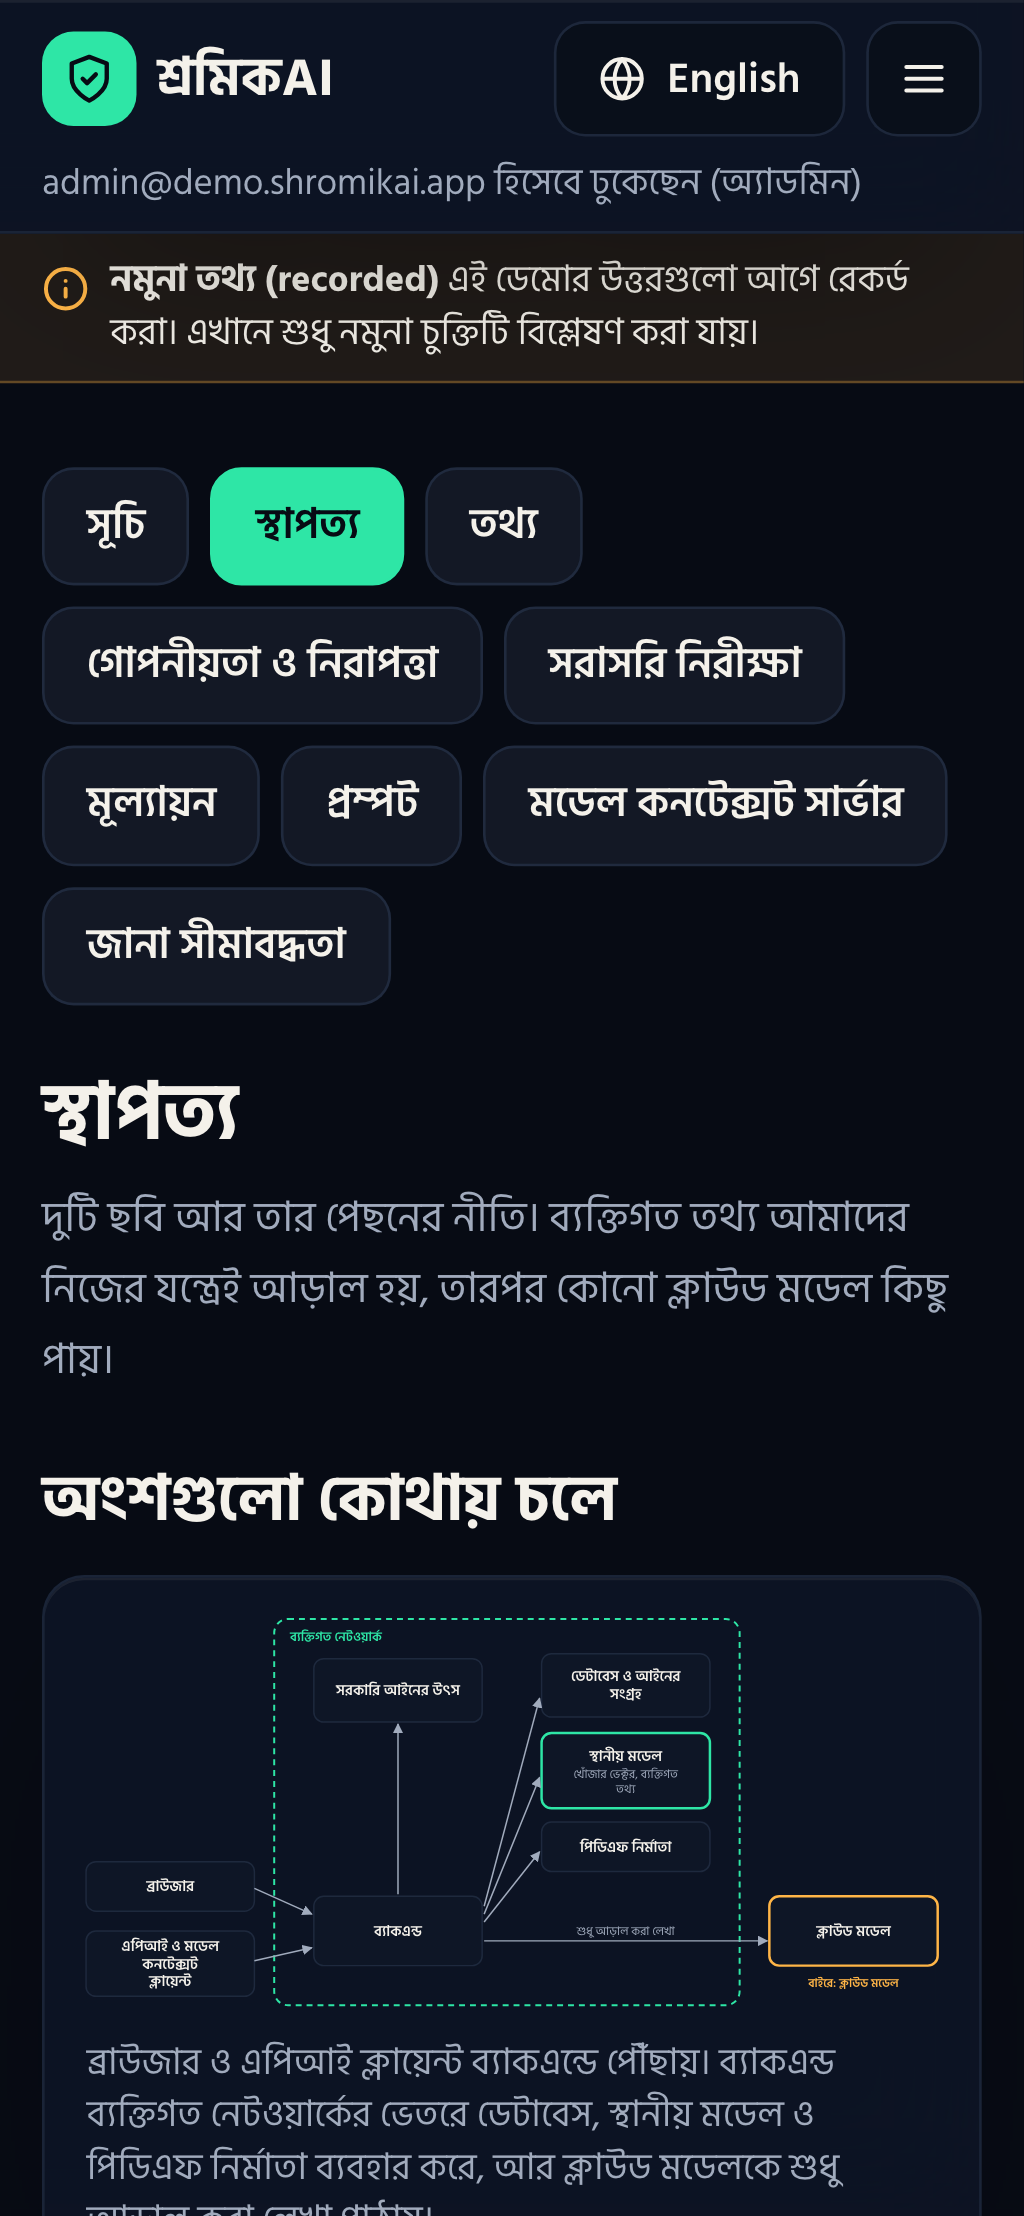 শ্রমিকAI
English
admin@demo.shromikai.app হিসেবে ঢুকেছেন (অ্যাডমিন)
নমুনা তথ্য (recorded) এই ডেমোর উত্তরগুলো আগে রেকর্ড
করা। এখানে শুধু নমুনা চুক্তিটি বিশ্লেষণ করা যায়।
সূচি
স্থাপত্য
তথ্য
গোপনীয়তা ও নিরাপত্তা
সরাসরি নিরীক্ষা
মূল্যায়ন
প্রম্পট
মডেল কনটেক্সট সার্ভার
জানা সীমাবদ্ধতা
স্থাপত্য
দুটি ছবি আর তার পেছনের নীতি। ব্যক্তিগত তথ্য আমাদের
নিজের যন্ত্রেই আড়াল হয়, তারপর কোনো ক্লাউড মডেল কিছু
পায়।
অংশগুলো কোথায় চলে
ব্যক্তিগত নেটওয়ার্ক
সরকারি আইনের উৎস
ডেটাবেস ও আইনের
সংগ্রহ
স্থানীয় মডেল
খোঁজার ভেক্টর, ব্যক্তিগত
তথ্য
পিডিএফ নির্মাতা
ব্রাউজার
ব্যাকএন্ড
শুধু আড়াল করা লেখা
ক্লাউড মডেল
এপিআই ও মডেল
কনটেক্সট
ক্লায়েন্ট
বাইরে: ক্লাউড মডেল
ব্রাউজার ও এপিআই ক্লায়েন্ট ব্যাকএন্ডে পৌঁছায়। ব্যাকএন্ড
ব্যক্তিগত নেটওয়ার্কের ভেতরে ডেটাবেস, স্থানীয় মডেল ও
পিডিএফ নির্মাতা ব্যবহার করে, আর ক্লাউড মডেলকে শুধু
আড়াল করা লেখা পাঠায়।